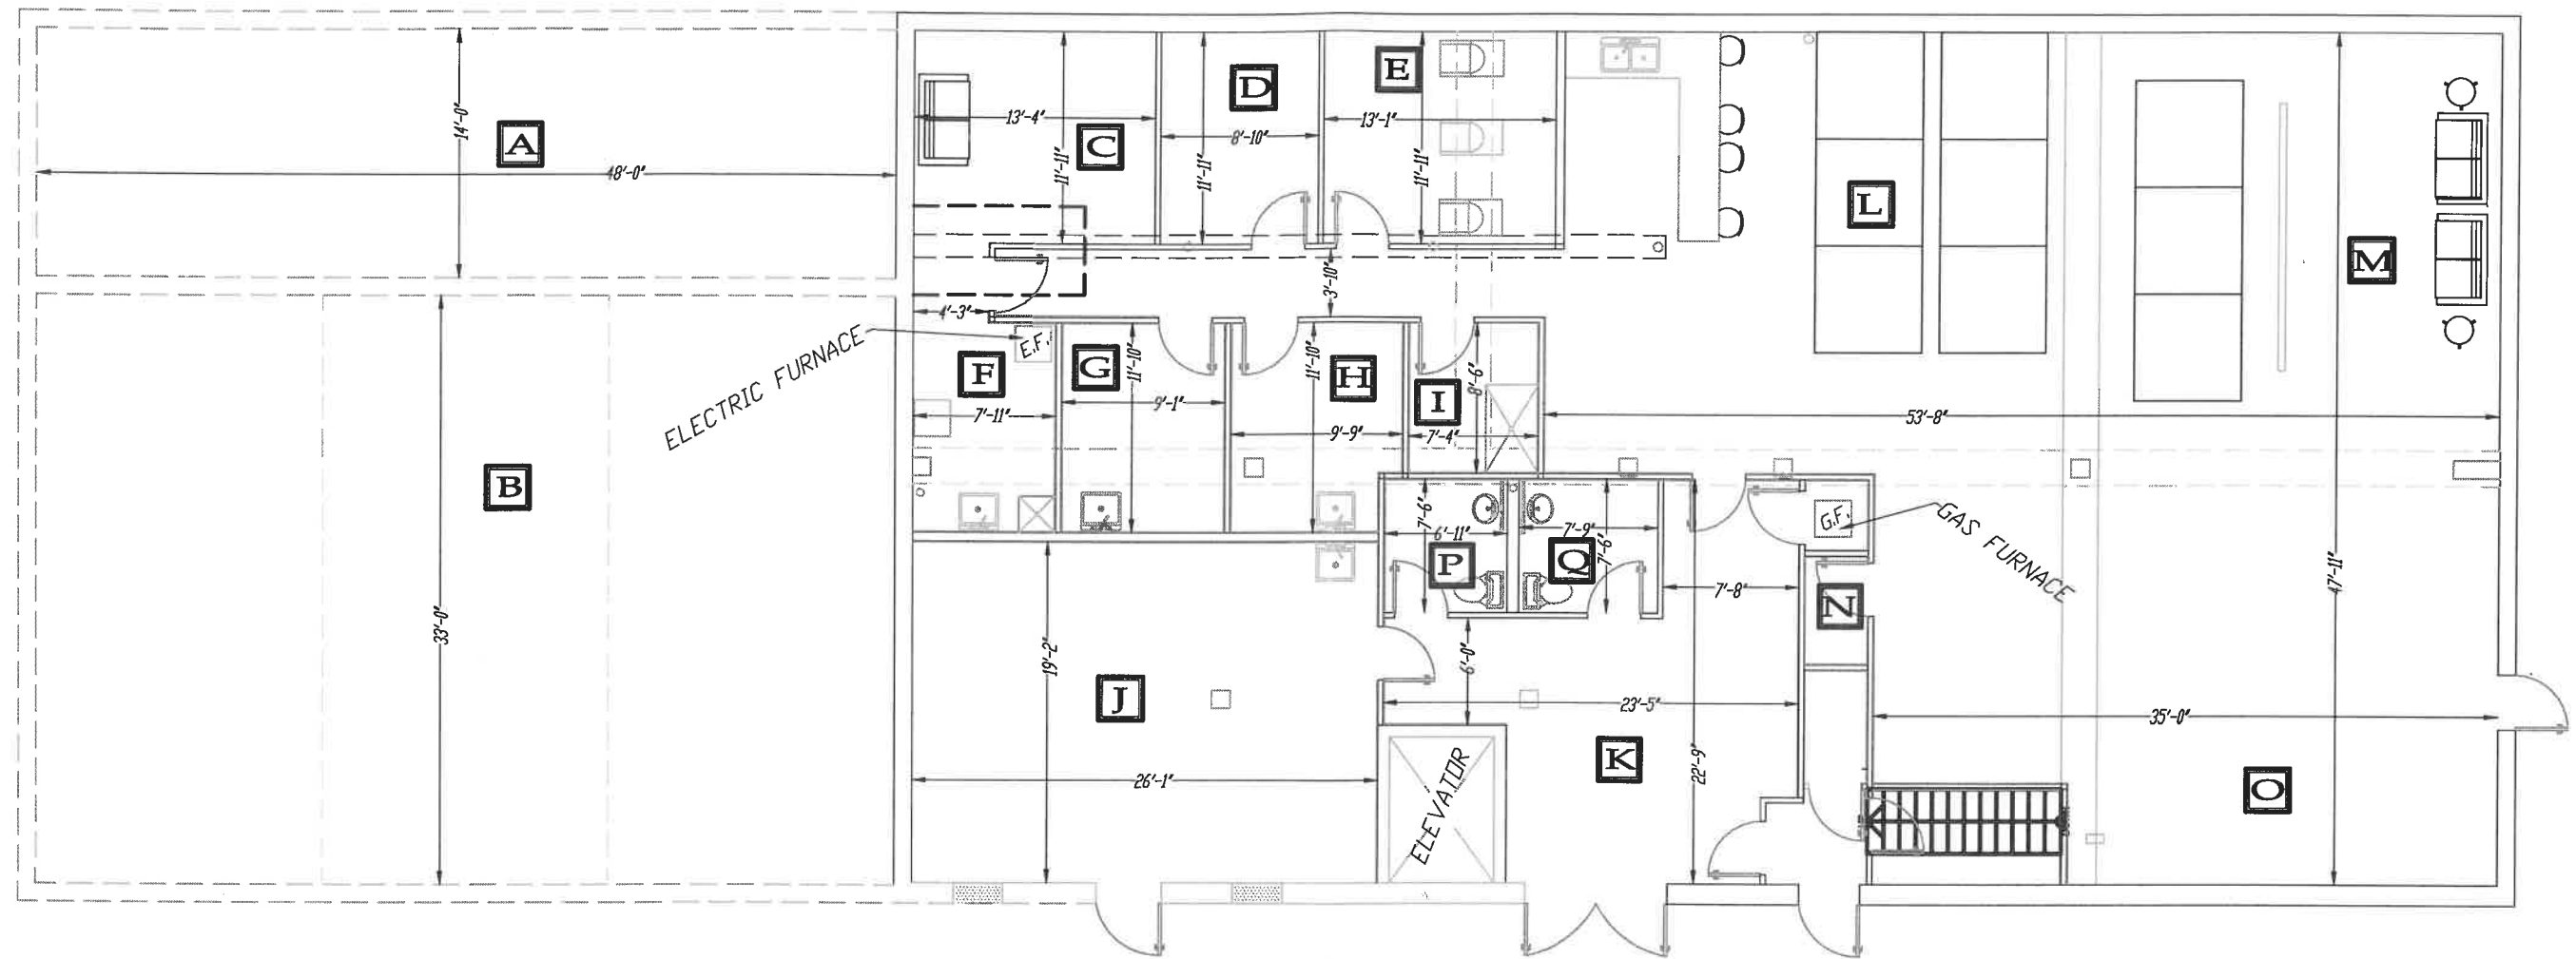 A
14'-0"
48'-0"
B
33'-0"
C
13'-4"
11'-11"
D
8'-10"
11'-11"
E
13'-1"
11'-11"
L
M
3'-10"
4'-3"
ELECTRIC FURNACE
E.F.
F
7'-11"
G
9'-1"
11'-10"
H
9'-9"
11'-10"
I
8'-6"
7'-4"
53'-8"
47'-11"
P
7'-6"
6'-11"
Q
7'-9"
7'-6"
7'-8"
G.F.
GAS FURNACE
N
J
19'-2"
26'-1"
6'-0"
23'-5"
K
22'-9"
ELEVATOR
35'-0"
O